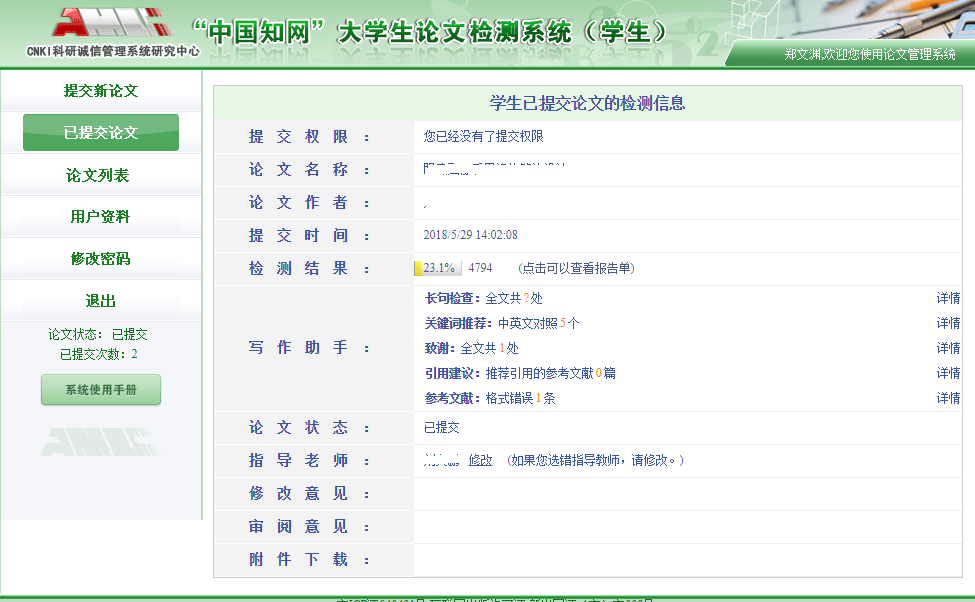 CNKI科研诚信管理系统研究中心
“中国知网”大学生论文检测系统（学生）
郑文渊,欢迎您使用论文管理系统
提交新论文
已提交论文
论文列表
用户资料
修改密码
退出
论文状态： 已提交
已提交次数：2
系统使用手册
学生已提交论文的检测信息
提 交 权 限 ： 您已经没有了提交权限
论 文 名 称 ：
论 文 作 者 ：
提 交 时 间 ： 2018/5/29 14:02:08
检 测 结 果 ： 23.1% 4794 （点击可以查看报告单）
写 作 助 手 ：
长句检查：全文共?处 详情
关键词推荐：中英文对照5个 详情
致谢：全文共1处 详情
引用建议：推荐引用的参考文献0篇 详情
参考文献：格式错误1条 详情
论 文 状 态 ： 已提交
指 导 老 师 ： 修改 （如果您选错指导教师，请修改。）
修 改 意 见 ：
审 阅 意 见 ：
附 件 下 载 ：